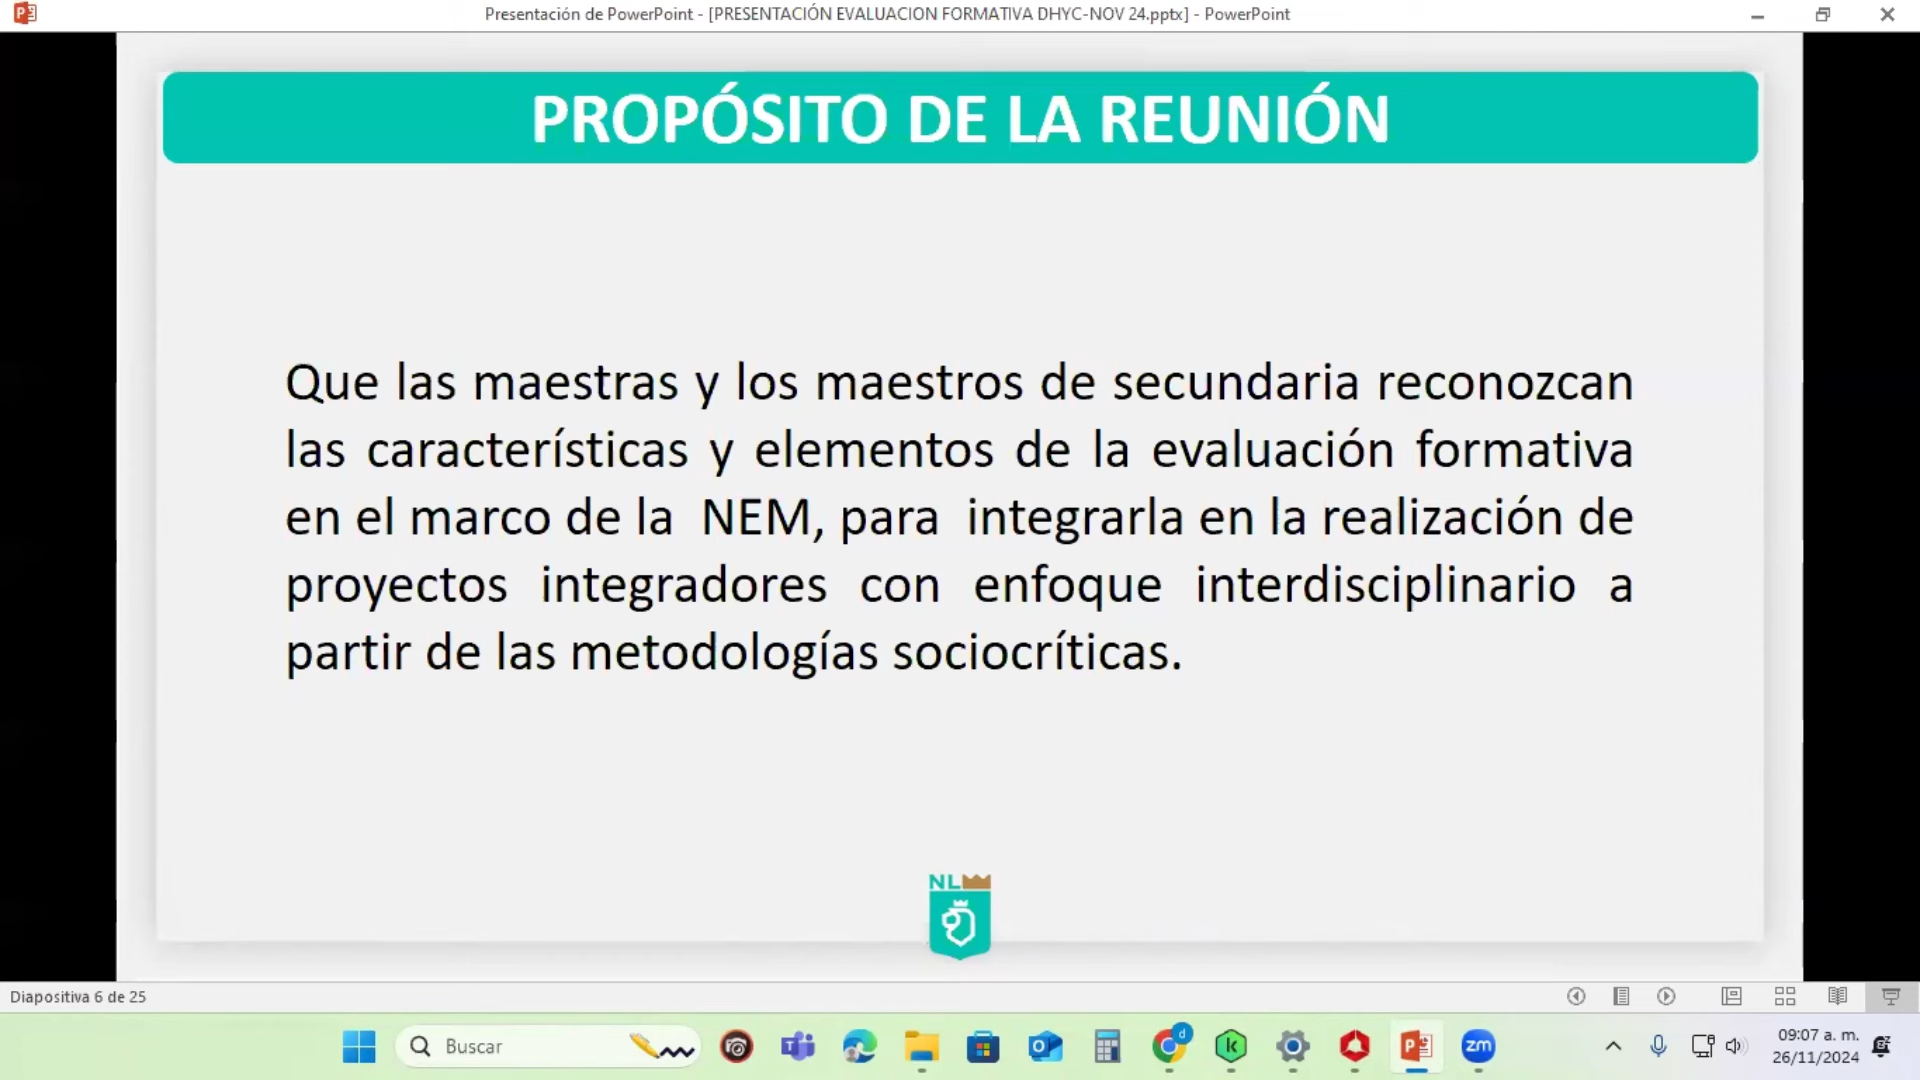 Presentación de PowerPoint - [PRESENTACIÓN EVALUACION FORMATIVA DHYC-NOV 24.pptx] - PowerPoint
PROPÓSITO DE LA REUNIÓN
Que las maestras y los maestros de secundaria reconozcan
las características y elementos de la evaluación formativa
en el marco de la NEM, para integrarla en la realización de
proyectos integradores con enfoque interdisciplinario a
partir de las metodologías sociocríticas.
NL
Diapositiva 6 de 25
Buscar
d
zm
09:07 a. m.
26/11/2024